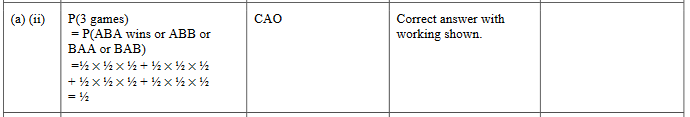 (a) (ii)
P(3 games)
= P(ABA wins or ABB or
BAA or BAB)
=½ × ½ × ½ + ½ × ½ × ½
+ ½ × ½ × ½ + ½ × ½ × ½
= ½
CAO
Correct answer with
working shown.